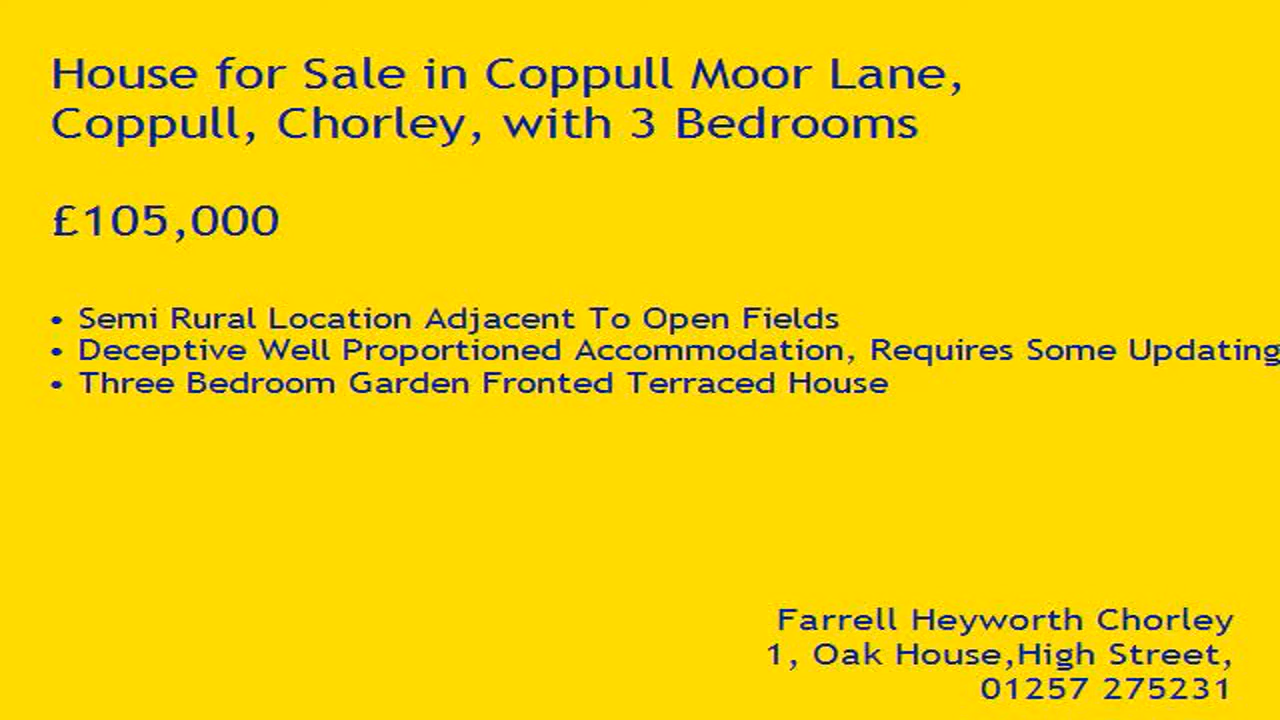 House for Sale in Coppull Moor Lane,
Coppull, Chorley, with 3 Bedrooms
£105,000
• Semi Rural Location Adjacent To Open Fields
• Deceptive Well Proportioned Accommodation, Requires Some Updating
• Three Bedroom Garden Fronted Terraced House
Farrell Heyworth Chorley
1, Oak House,High Street,
01257 275231